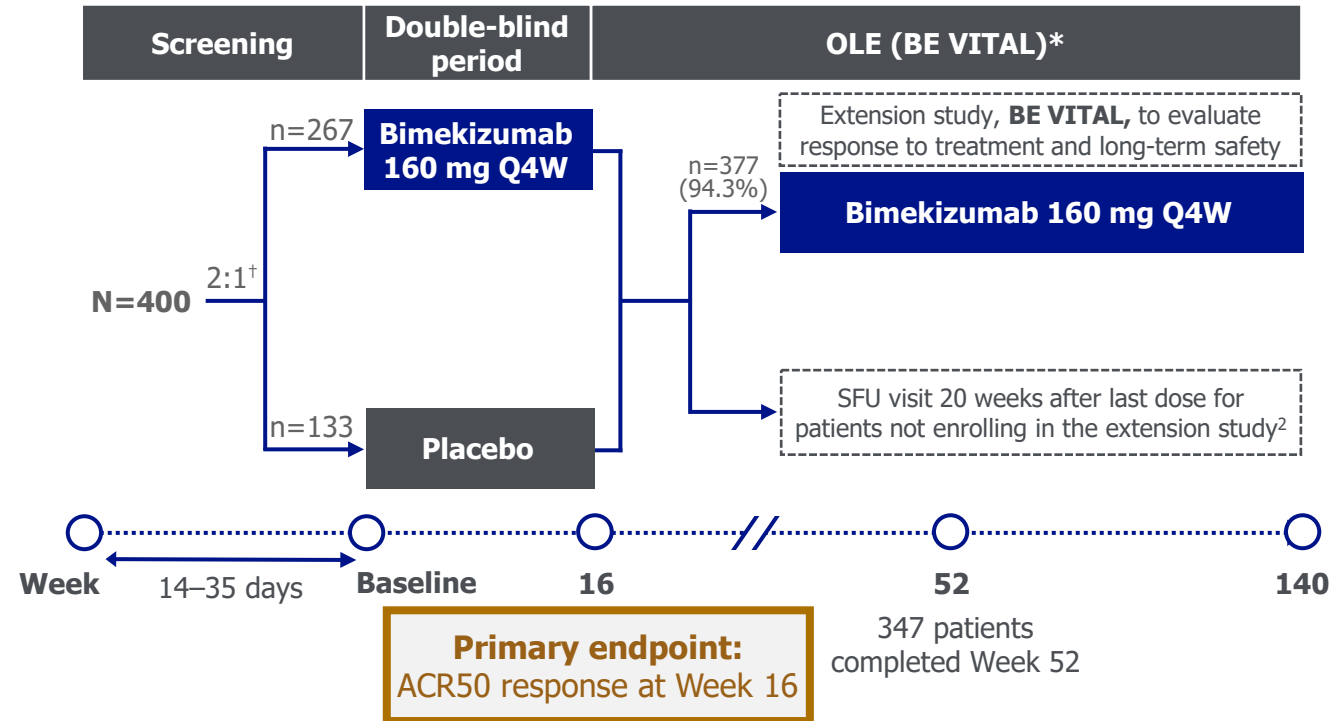 Screening
Double-blind
period
OLE (BE VITAL)*
n=267
Bimekizumab
160 mg Q4W
Extension study, BE VITAL, to evaluate
response to treatment and long-term safety
n=377
(94.3%)
Bimekizumab 160 mg Q4W
2:1†
N=400
n=133
Placebo
SFU visit 20 weeks after last dose for
patients not enrolling in the extension study²
Week
14–35 days
Baseline
16
52
140
347 patients
completed Week 52
Primary endpoint:
ACR50 response at Week 16